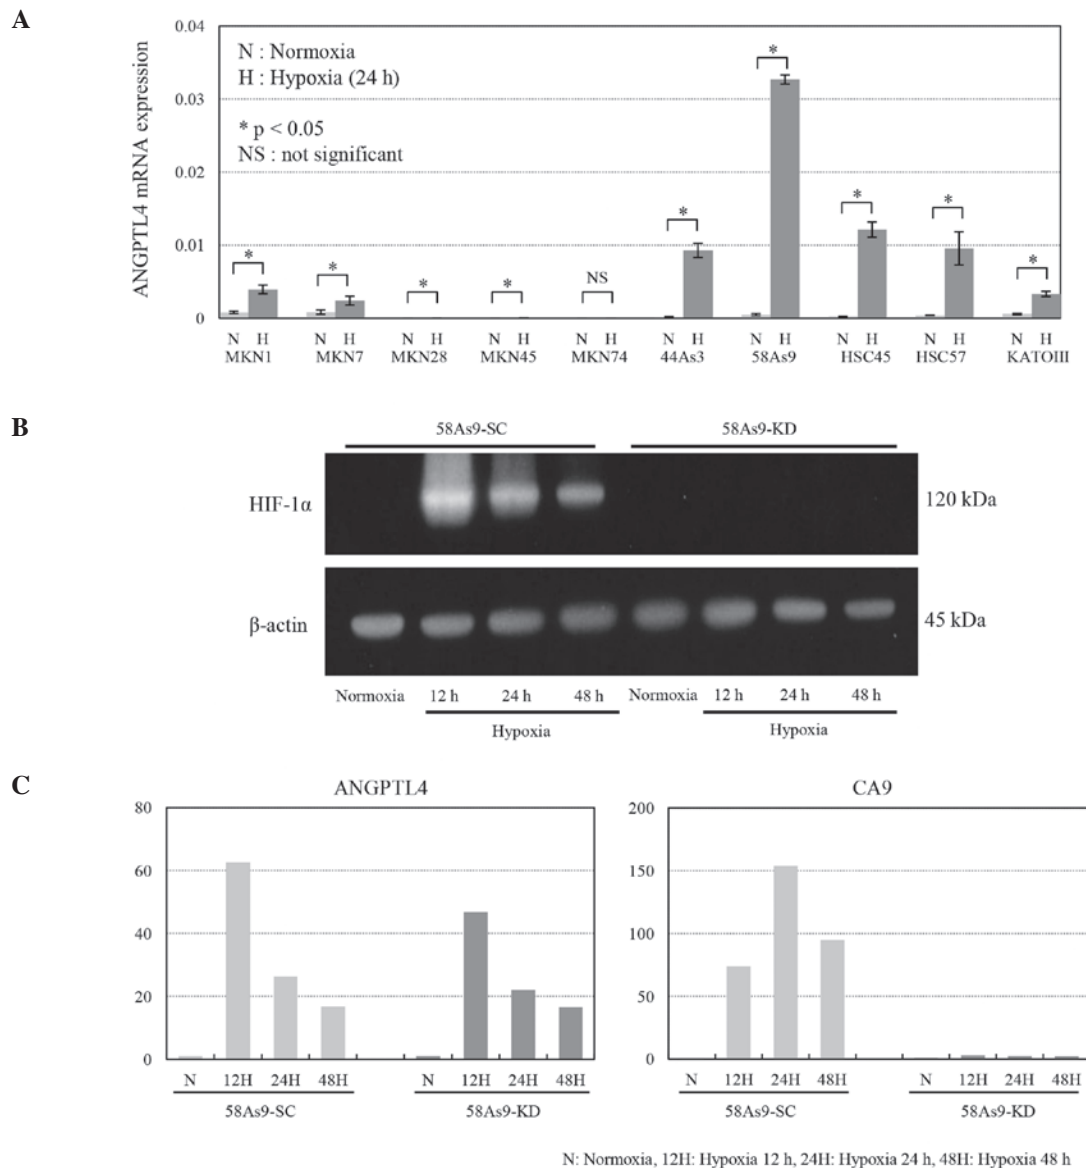 A
0.04
0.03
0.02
0.01
0
ANGPTL4 mRNA expression
N : Normoxia
H : Hypoxia (24 h)
* p < 0.05
NS : not significant
* * * * NS * * * * *
N H N H N H N H N H N H N H N H N H N H
MKN1 MKN7 MKN28 MKN45 MKN74 44As3 58As9 HSC45 HSC57 KATOIII
B
58As9-SC 58As9-KD
HIF-1α 120 kDa
β-actin 45 kDa
Normoxia 12 h 24 h 48 h Normoxia 12 h 24 h 48 h
Hypoxia Hypoxia
C
ANGPTL4
80
60
40
20
0
N 12H 24H 48H N 12H 24H 48H
58As9-SC 58As9-KD
CA9
200
150
100
50
0
N 12H 24H 48H N 12H 24H 48H
58As9-SC 58As9-KD
N: Normoxia, 12H: Hypoxia 12 h, 24H: Hypoxia 24 h, 48H: Hypoxia 48 h